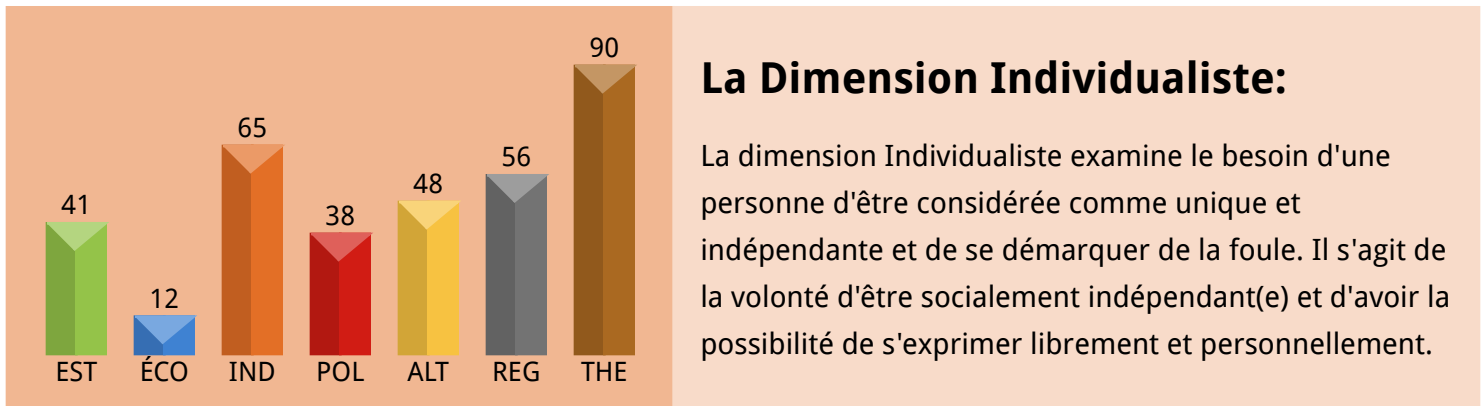 90
65
56
48
41
38
12
EST ÉCO IND POL ALT REG THE
La Dimension Individualiste:
La dimension Individualiste examine le besoin d'une
personne d'être considérée comme unique et
indépendante et de se démarquer de la foule. Il s'agit de
la volonté d'être socialement indépendant(e) et d'avoir la
possibilité de s'exprimer librement et personnellement.